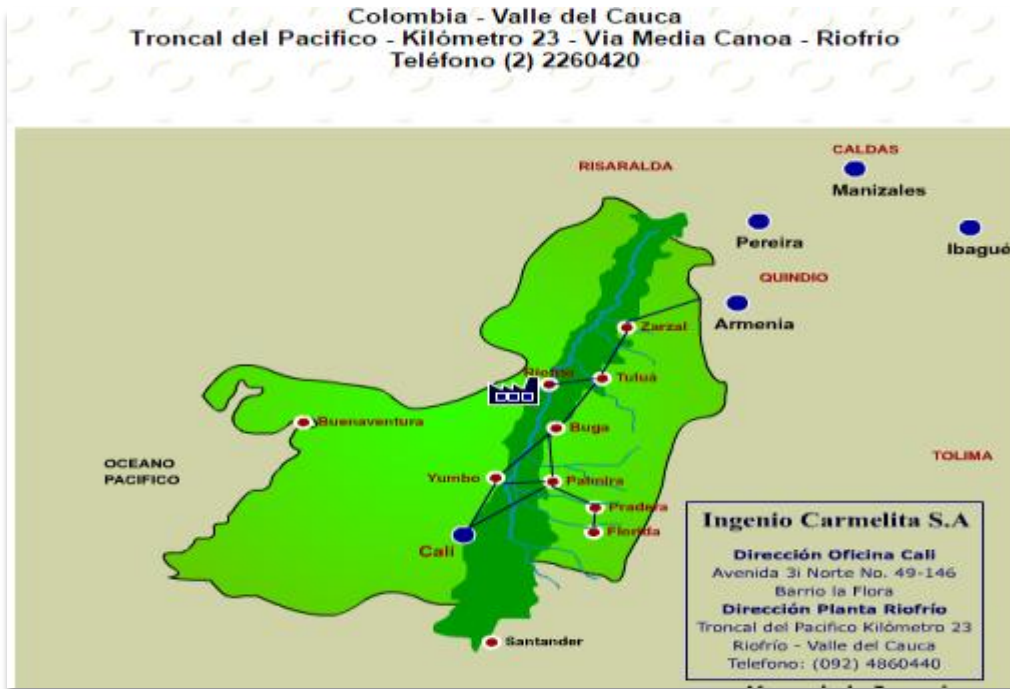 Colombia - Valle del Cauca
Troncal del Pacifico - Kilómetro 23 - Via Media Canoa - Riofrío
Teléfono (2) 2260420
CALDAS
RISARALDA
Manizales
Pereira
Ibagué
QUINDIO
Armenia
Zarzal
Tuluá
Buenaventura
Buga
OCEANO
PACIFICO
TOLIMA
Yumbo
Palmira
Pradera
Florida
Cali
Santander
Ingenio Carmelita S.A
Dirección Oficina Cali
Avenida 3i Norte No. 49-146
Barrio la Flora
Dirección Planta Riofrío
Troncal del Pacifico Kilómetro 23
Riofrío - Valle del Cauca
Telefono: (092) 4860440